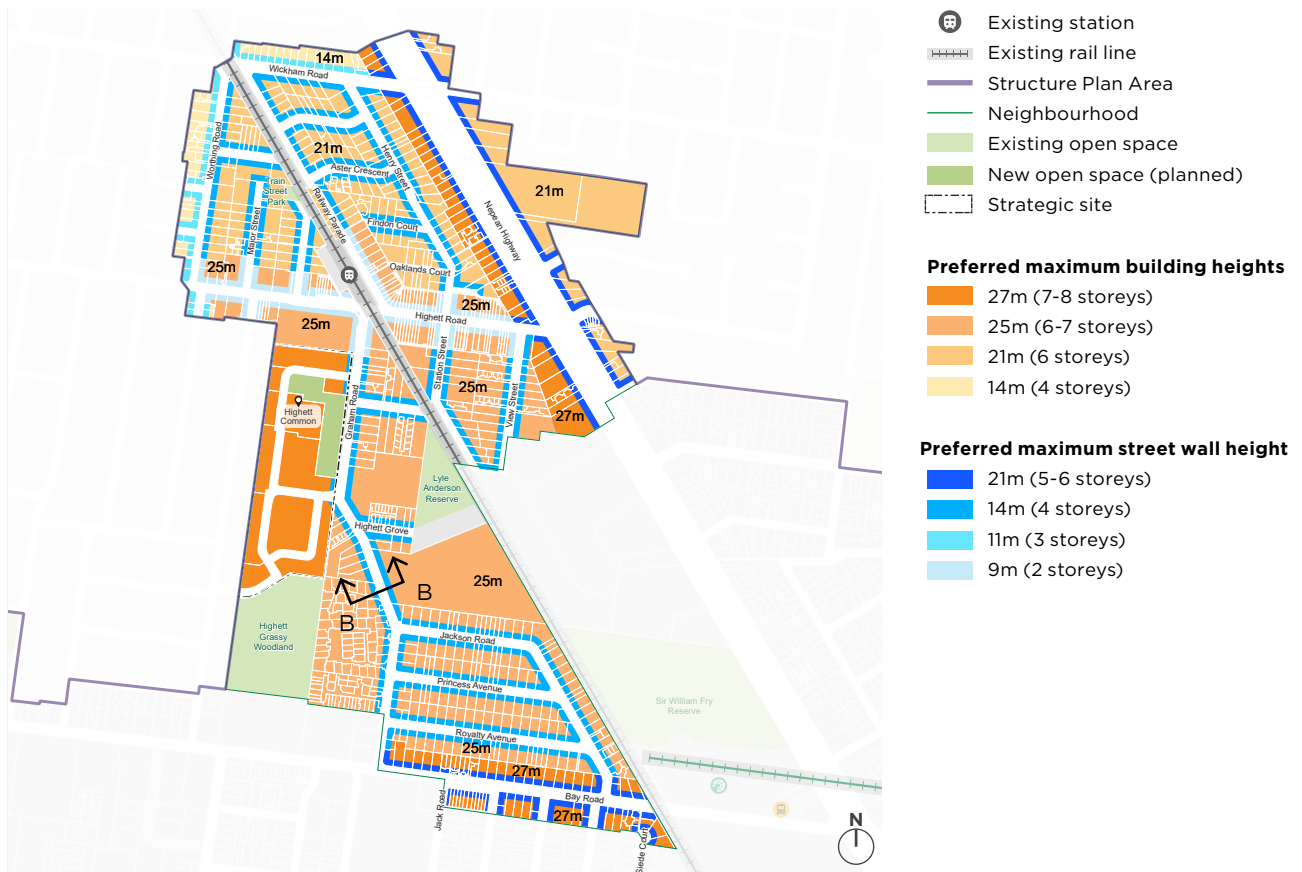 14m
Wickham Road
Worthing Road
21m
Henry Street
Aster Crescent
Train
Street
Park
Railway Parade
21m
Major Street
Findon Court
Nepean Highway
25m
Oaklands Court
25m
Highett Road
25m
Station Street
25m
View Street
Graham Road
27m
Highett
Common
Lyle
Anderson
Reserve
Highett Grove
25m
B
B
Highett
Grassy
Woodland
Jackson Road
Princess Avenue
Sir William Fry
Reserve
Royalty Avenue
25m
27m
Bay Road
Jack Road
27m
Siede Court
N
Existing station
Existing rail line
Structure Plan Area
Neighbourhood
Existing open space
New open space (planned)
Strategic site
Preferred maximum building heights
27m (7-8 storeys)
25m (6-7 storeys)
21m (6 storeys)
14m (4 storeys)
Preferred maximum street wall height
21m (5-6 storeys)
14m (4 storeys)
11m (3 storeys)
9m (2 storeys)